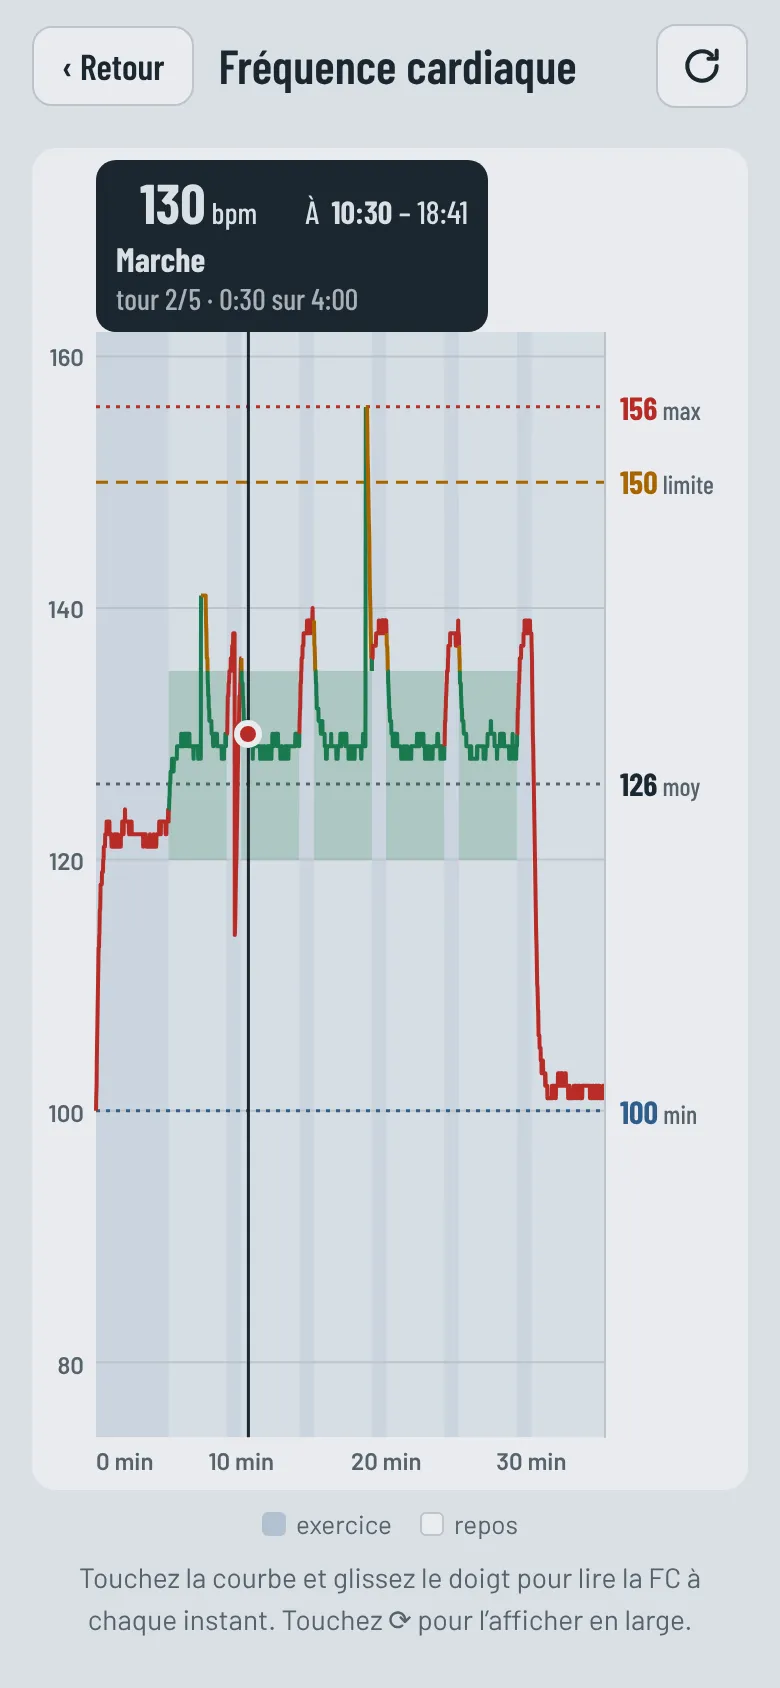 ‹ Retour
Fréquence cardiaque
130 bpm
À 10:30 – 18:41
Marche
tour 2/5 · 0:30 sur 4:00
160
156 max
150 limite
140
126 moy
120
100
100 min
80
0 min
10 min
20 min
30 min
exercice
repos
Touchez la courbe et glissez le doigt pour lire la FC à
chaque instant. Touchez ⟳ pour l’afficher en large.